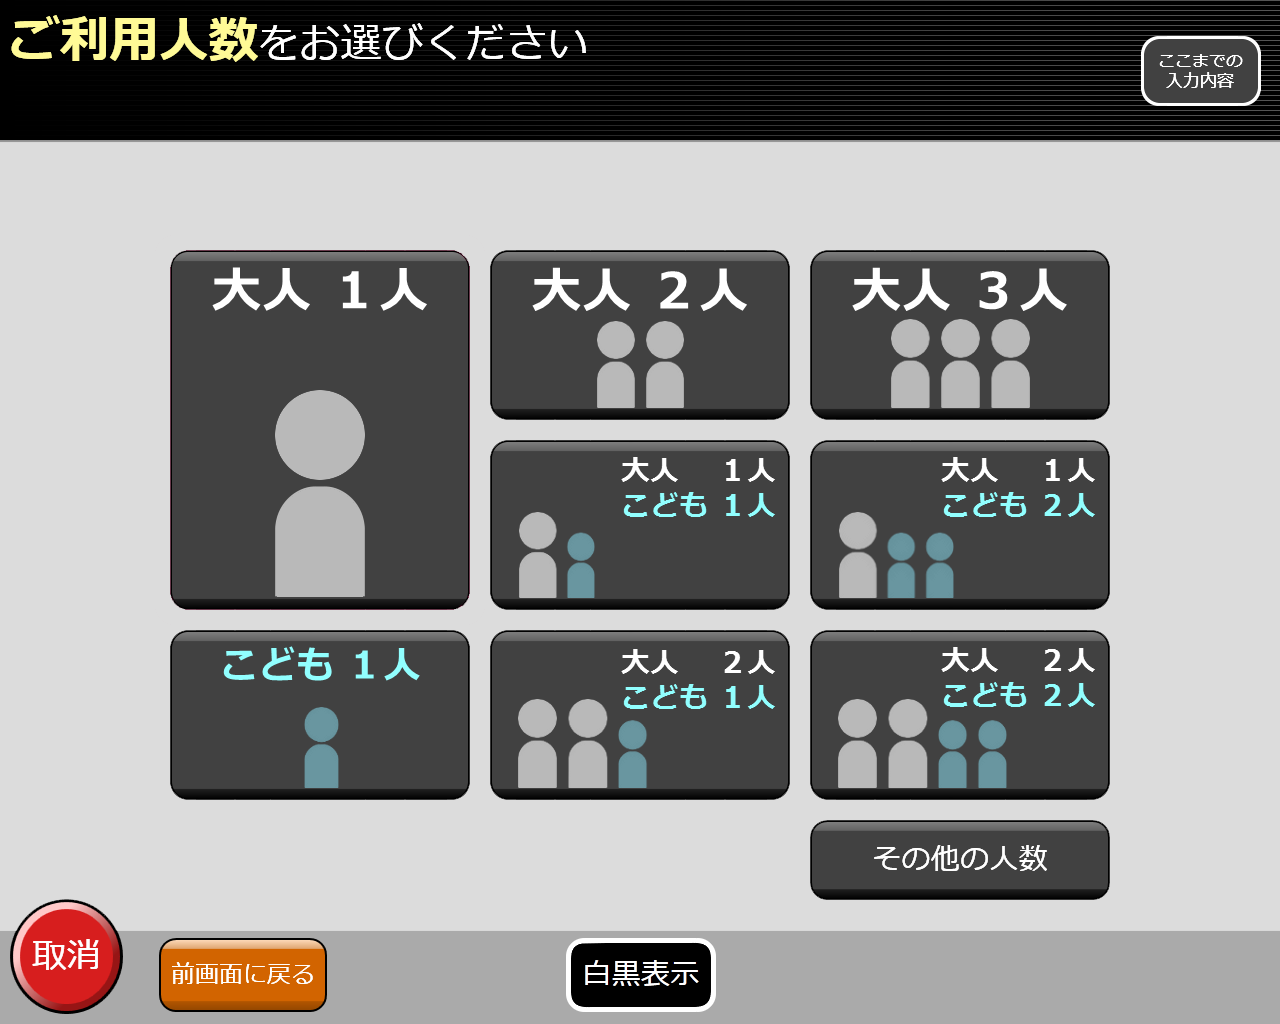 ご利用人数をお選びください
ここまでの
入力内容
大人 1人
大人 2人
大人 3人
大人 1人
こども 1人
大人 1人
こども 2人
こども 1人
大人 2人
こども 1人
大人 2人
こども 2人
その他の人数
取消
前画面に戻る
白黒表示